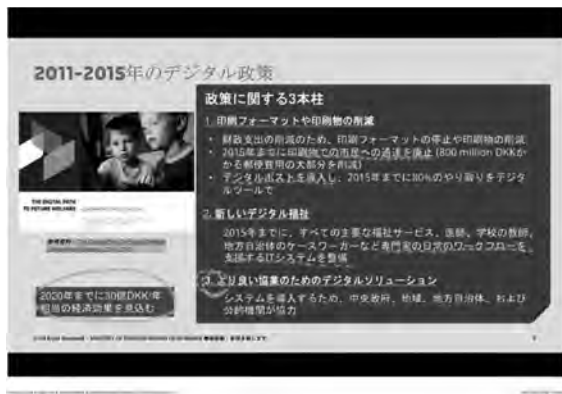 2011-2015年のデジタル政策
政策に関する3本柱
1. 印刷フォーマットや印刷物の削減
• 財政支出の削減のため、印刷フォーマットの停止や印刷物の削減
• 2015年までに印刷物での市民への通達を廃止 (800 million DKKか
かる郵便費用の大部分を削減)
• デジタルポストを導入し、2015年までに80%のやり取りをデジタ
ルツールで
THE DIGITAL PATH
TO FUTURE WELFARE
2. 新しいデジタル福祉
2015年までに、すべての主要な福祉サービス、医師、学校の教師、
地方自治体のケースワーカーなど専門家の日常のワークフローを
支援するITシステムを整備
3. より良い協業のためのデジタルソリューション
システムを導入するため、中央政府、地域、地方自治体、および
公的機関が協力
2020年までに30億DKK/年
相当の経済効果を見込む